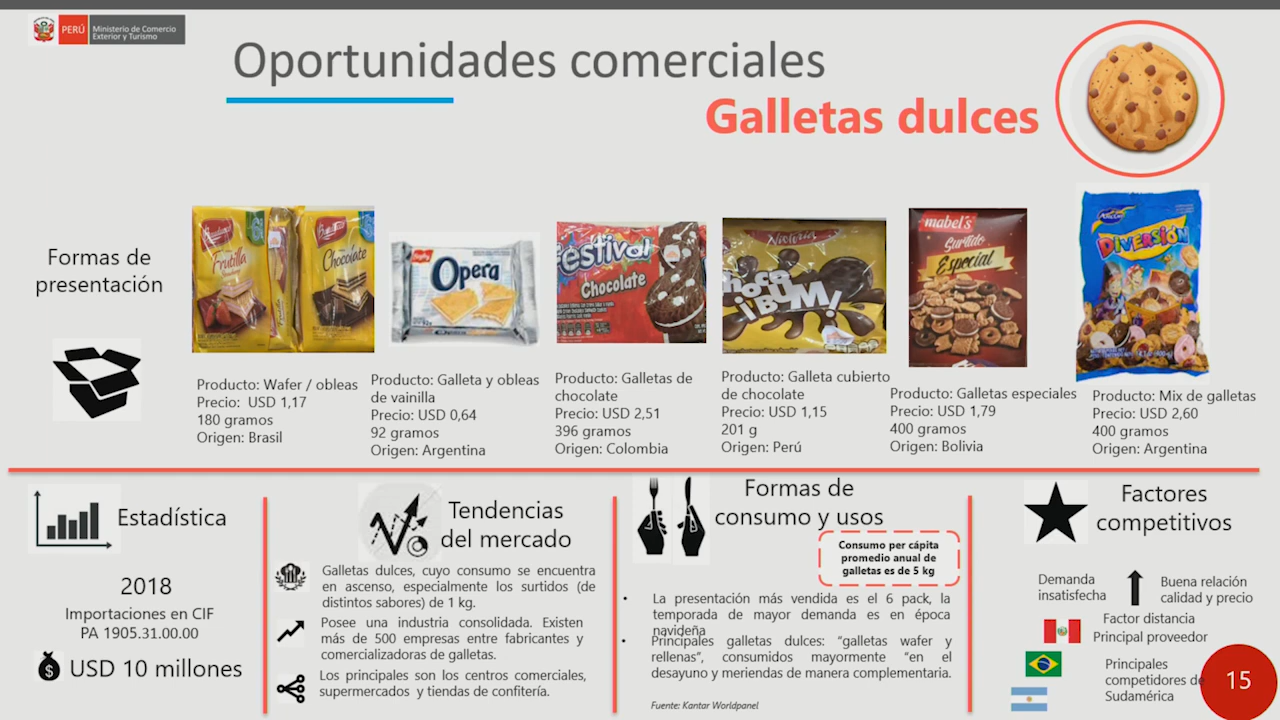 PERÚ
Ministerio de Comercio
Exterior y Turismo
Oportunidades comerciales
Galletas dulces
Formas de
presentación
Bauducco
Frutilla
Bauducco
Chocolate
Bagley
Opera
92g
Festival
Chocolate
Victoria
CHOCO
¡BUM!
mabel's
Surtido
Especial
Arcor
DIVERSIÓN
Producto: Wafer / obleas
Precio: USD 1,17
180 gramos
Origen: Brasil
Producto: Galleta y obleas
de vainilla
Precio: USD 0,64
92 gramos
Origen: Argentina
Producto: Galletas de
chocolate
Precio: USD 2,51
396 gramos
Origen: Colombia
Producto: Galleta cubierto
de chocolate
Precio: USD 1,15
201 g
Origen: Perú
Producto: Galletas especiales
Precio: USD 1,79
400 gramos
Origen: Bolivia
Producto: Mix de galletas
Precio: USD 2,60
400 gramos
Origen: Argentina
Estadística
2018
Importaciones en CIF
PA 1905.31.00.00
$
USD 10 millones
Tendencias
del mercado
Galletas dulces, cuyo consumo se encuentra
en ascenso, especialmente los surtidos (de
distintos sabores) de 1 kg.
Posee una industria consolidada. Existen
más de 500 empresas entre fabricantes y
comercializadoras de galletas.
Los principales son los centros comerciales,
supermercados y tiendas de confitería.
Formas de
consumo y usos
Consumo per cápita
promedio anual de
galletas es de 5 kg
• La presentación más vendida es el 6 pack, la
temporada de mayor demanda es en época
navideña
• Principales galletas dulces: “galletas wafer y
rellenas”, consumidos mayormente “en el
desayuno y meriendas de manera complementaria.
Fuente: Kantar Worldpanel
Factores
competitivos
Demanda
insatisfecha
Buena relación
calidad y precio
Factor distancia
Principal proveedor
Principales
competidores de
Sudamérica
15